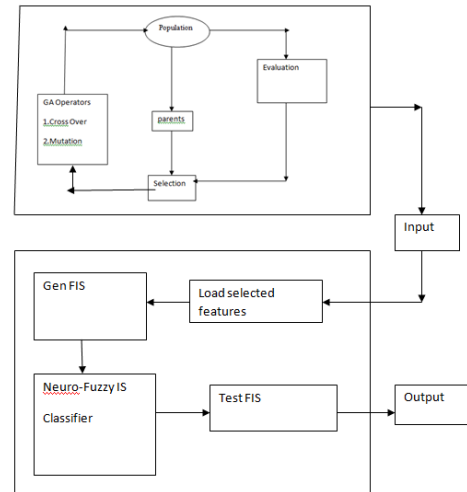 Population
Evaluation
GA Operators
1.Cross Over
2.Mutation
parents
Selection
Input
Gen FIS
Load selected
features
Neuro-Fuzzy IS
Classifier
Test FIS
Output